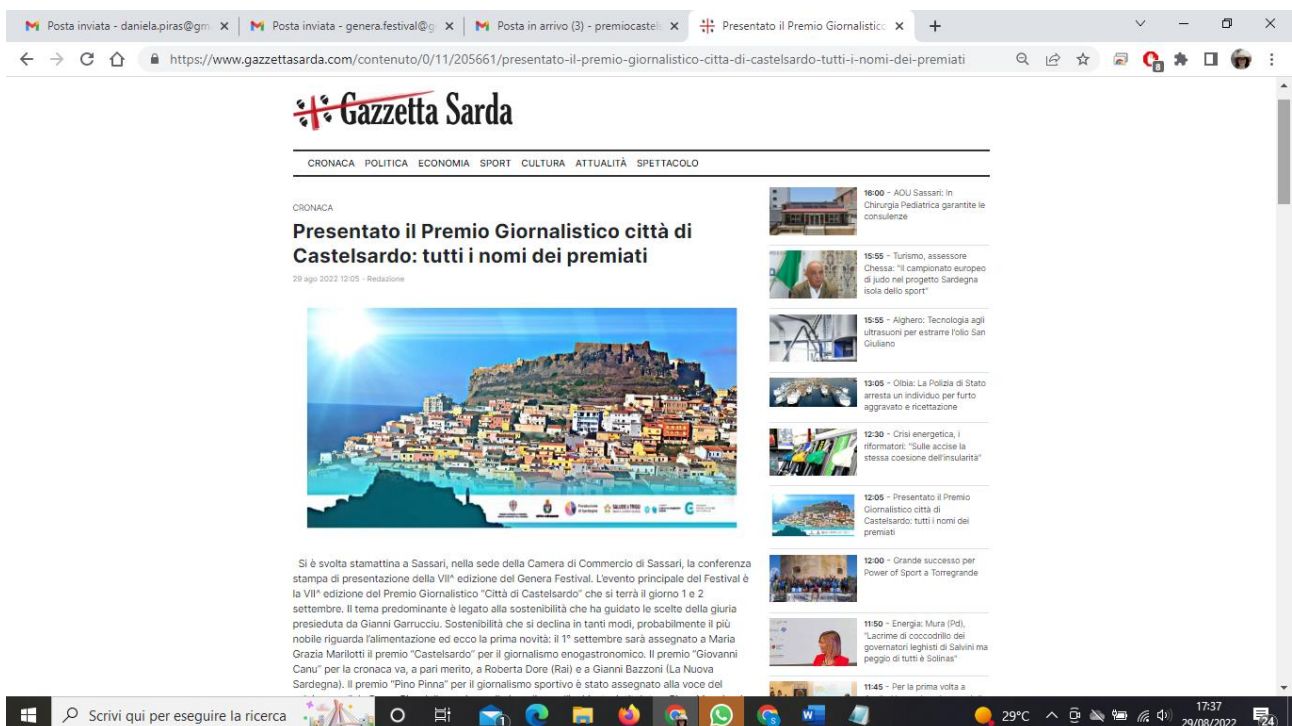 Posta inviata - daniela.piras@gm
Posta inviata - genera.festival@g
Posta in arrivo (3) - premiocastel
Presentato il Premio Giornalistico
https://www.gazzettasarda.com/contenuto/0/11/205661/presentato-il-premio-giornalistico-citta-di-castelsardo-tutti-i-nomi-dei-premiati
8
Gazzetta Sarda
CRONACA POLITICA ECONOMIA SPORT CULTURA ATTUALITÀ SPETTACOLO
CRONACA
Presentato il Premio Giornalistico città di
Castelsardo: tutti i nomi dei premiati
29 ago 2022 12:05 - Redazione
Si è svolta stamattina a Sassari, nella sede della Camera di Commercio di Sassari, la conferenza
stampa di presentazione della VII^ edizione del Genera Festival. L'evento principale del Festival è
la VII^ edizione del Premio Giornalistico "Città di Castelsardo" che si terrà il giorno 1 e 2
settembre. Il tema predominante è legato alla sostenibilità che ha guidato le scelte della giuria
presieduta da Gianni Garrucciu. Sostenibilità che si declina in tanti modi, probabilmente il più
nobile riguarda l'alimentazione ed ecco la prima novità: il 1° settembre sarà assegnato a Maria
Grazia Marilotti il premio "Castelsardo" per il giornalismo enogastronomico. Il premio "Giovanni
Canu" per la cronaca va, a pari merito, a Roberta Dore (Rai) e a Gianni Bazzoni (La Nuova
Sardegna). Il premio "Pino Pinna" per il giornalismo sportivo è stato assegnato alla voce del
16:00 - AOU Sassari: in
Chirurgia Pediatrica garantite le
consulenze
15:55 - Turismo, assessore
Chessa: "Il campionato europeo
di judo nel progetto Sardegna
isola dello sport"
15:55 - Alghero: Tecnologia agli
ultrasuoni per estrarre l'olio San
Giuliano
13:05 - Olbia: La Polizia di Stato
arresta un individuo per furto
aggravato e ricettazione
12:30 - Crisi energetica, i
riformatori: "Sulle accise la
stessa coesione dell'insularità"
12:05 - Presentato il Premio
Giornalistico città di
Castelsardo: tutti i nomi dei
premiati
12:00 - Grande successo per
Power of Sport a Torregrande
11:50 - Energia: Mura (Pd),
"Lacrime di coccodrillo dei
governatori leghisti di Salvini ma
peggio di tutti è Solinas"
11:45 - Per la prima volta a
Scrivi qui per eseguire la ricerca
29°C
17:37
29/08/2022
24